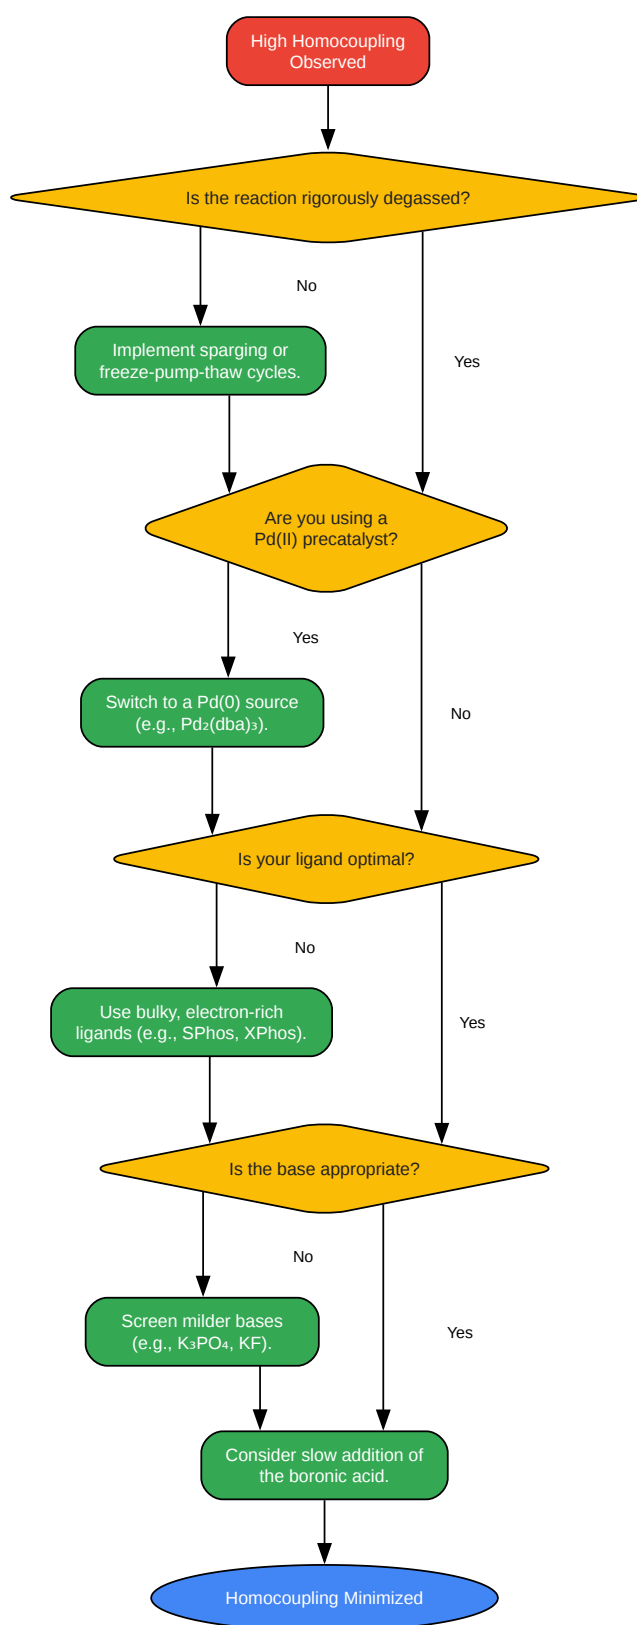 High Homocoupling
Observed
Is the reaction rigorously degassed?
No
Implement sparging or
freeze-pump-thaw cycles.
Yes
Are you using a
Pd(II) precatalyst?
Yes
Switch to a Pd(0) source
(e.g., Pd₂(dba)₃).
No
Is your ligand optimal?
No
Use bulky, electron-rich
ligands (e.g., SPhos, XPhos).
Yes
Is the base appropriate?
No
Screen milder bases
(e.g., K₃PO₄, KF).
Yes
Consider slow addition of
the boronic acid.
Homocoupling Minimized